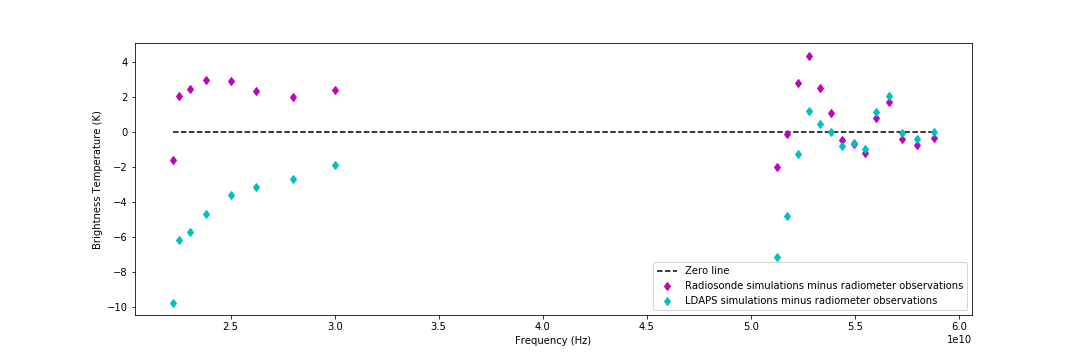 4
2
0
−2
−4
−6
−8
−10
Brightness Temperature (K)
Zero line
Radiosonde simulations minus radiometer observations
LDAPS simulations minus radiometer observations
2.5 3.0 3.5 4.0 4.5 5.0 5.5 6.0
1e10
Frequency (Hz)